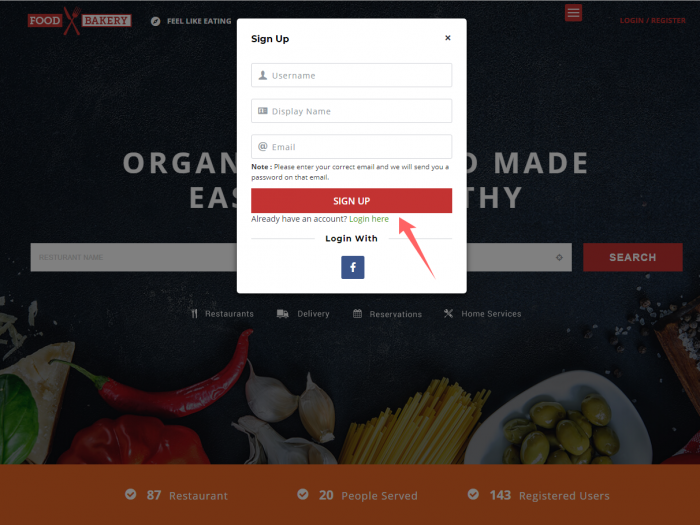 FOOD BAKERY
FEEL LIKE EATING
LOGIN / REGISTER
Sign Up
×
Username
Display Name
@ Email
Note : Please enter your correct email and we will send you a
password on that email.
SIGN UP
Already have an account? Login here
Login With
f
ORGAN D MADE
EAS THY
RESTURANT NAME
SEARCH
Restaurants
Delivery
Reservations
Home Services
87 Restaurant
20 People Served
143 Registered Users